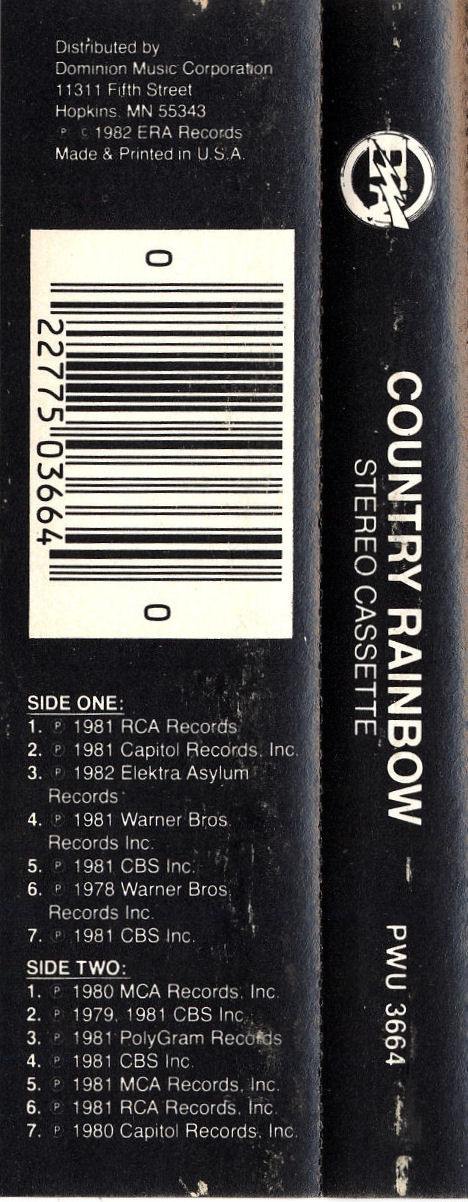 Distributed by
Dominion Music Corporation
11311 Fifth Street
Hopkins, MN 55343
℗ © 1982 ERA Records
Made & Printed in U.S.A.
0
22775 03664
0
SIDE ONE:
1. ℗ 1981 RCA Records
2. ℗ 1981 Capitol Records, Inc.
3. ℗ 1982 Elektra Asylum
Records
4. ℗ 1981 Warner Bros.
Records Inc.
5. ℗ 1981 CBS Inc.
6. ℗ 1978 Warner Bros.
Records Inc.
7. ℗ 1981 CBS Inc.
SIDE TWO:
1. ℗ 1980 MCA Records, Inc.
2. ℗ 1979, 1981 CBS Inc.
3. ℗ 1981 PolyGram Records
4. ℗ 1981 CBS Inc.
5. ℗ 1981 MCA Records, Inc.
6. ℗ 1981 RCA Records, Inc.
7. ℗ 1980 Capitol Records, Inc.
ERA
COUNTRY RAINBOW
STEREO CASSETTE
PWU 3664